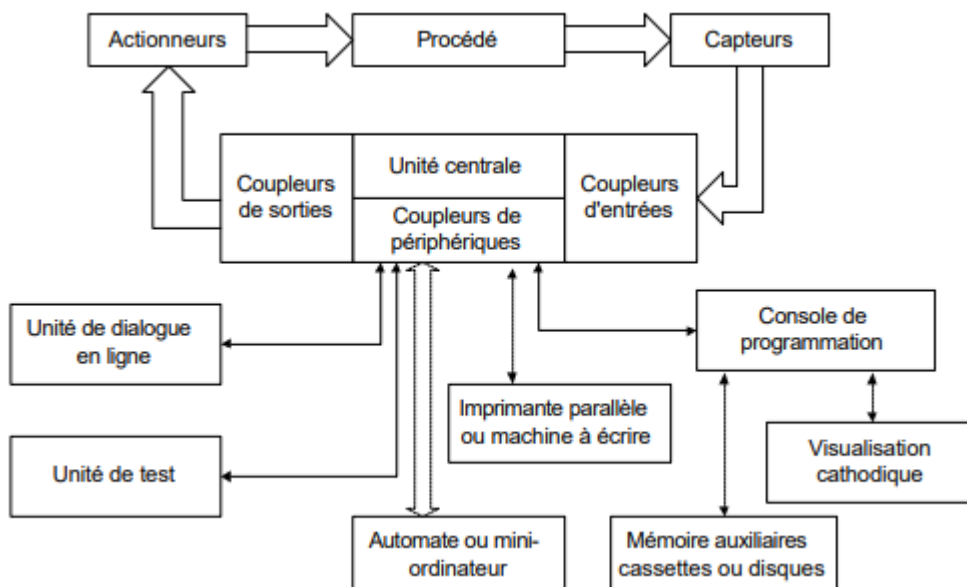 Actionneurs
Procédé
Capteurs
Coupleurs
de sorties
Unité centrale
Coupleurs de
périphériques
Coupleurs
d'entrées
Unité de dialogue
en ligne
Console de
programmation
Imprimante parallèle
ou machine à écrire
Unité de test
Visualisation
cathodique
Automate ou mini-
ordinateur
Mémoire auxiliaires
cassettes ou disques